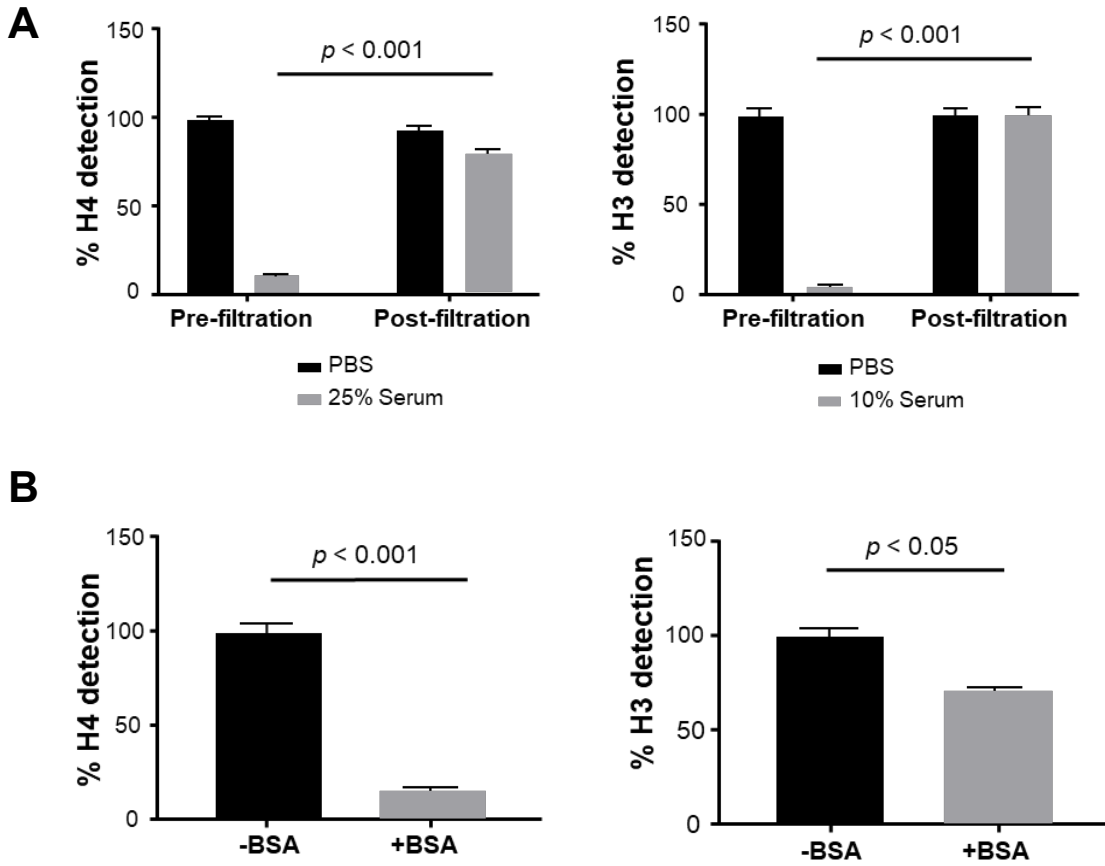 A
% H4 detection
150
100
50
0
p < 0.001
Pre-filtration
Post-filtration
PBS
25% Serum
% H3 detection
150
100
50
0
p < 0.001
Pre-filtration
Post-filtration
PBS
10% Serum
B
% H4 detection
150
100
50
0
p < 0.001
-BSA
+BSA
% H3 detection
150
100
50
0
p < 0.05
-BSA
+BSA